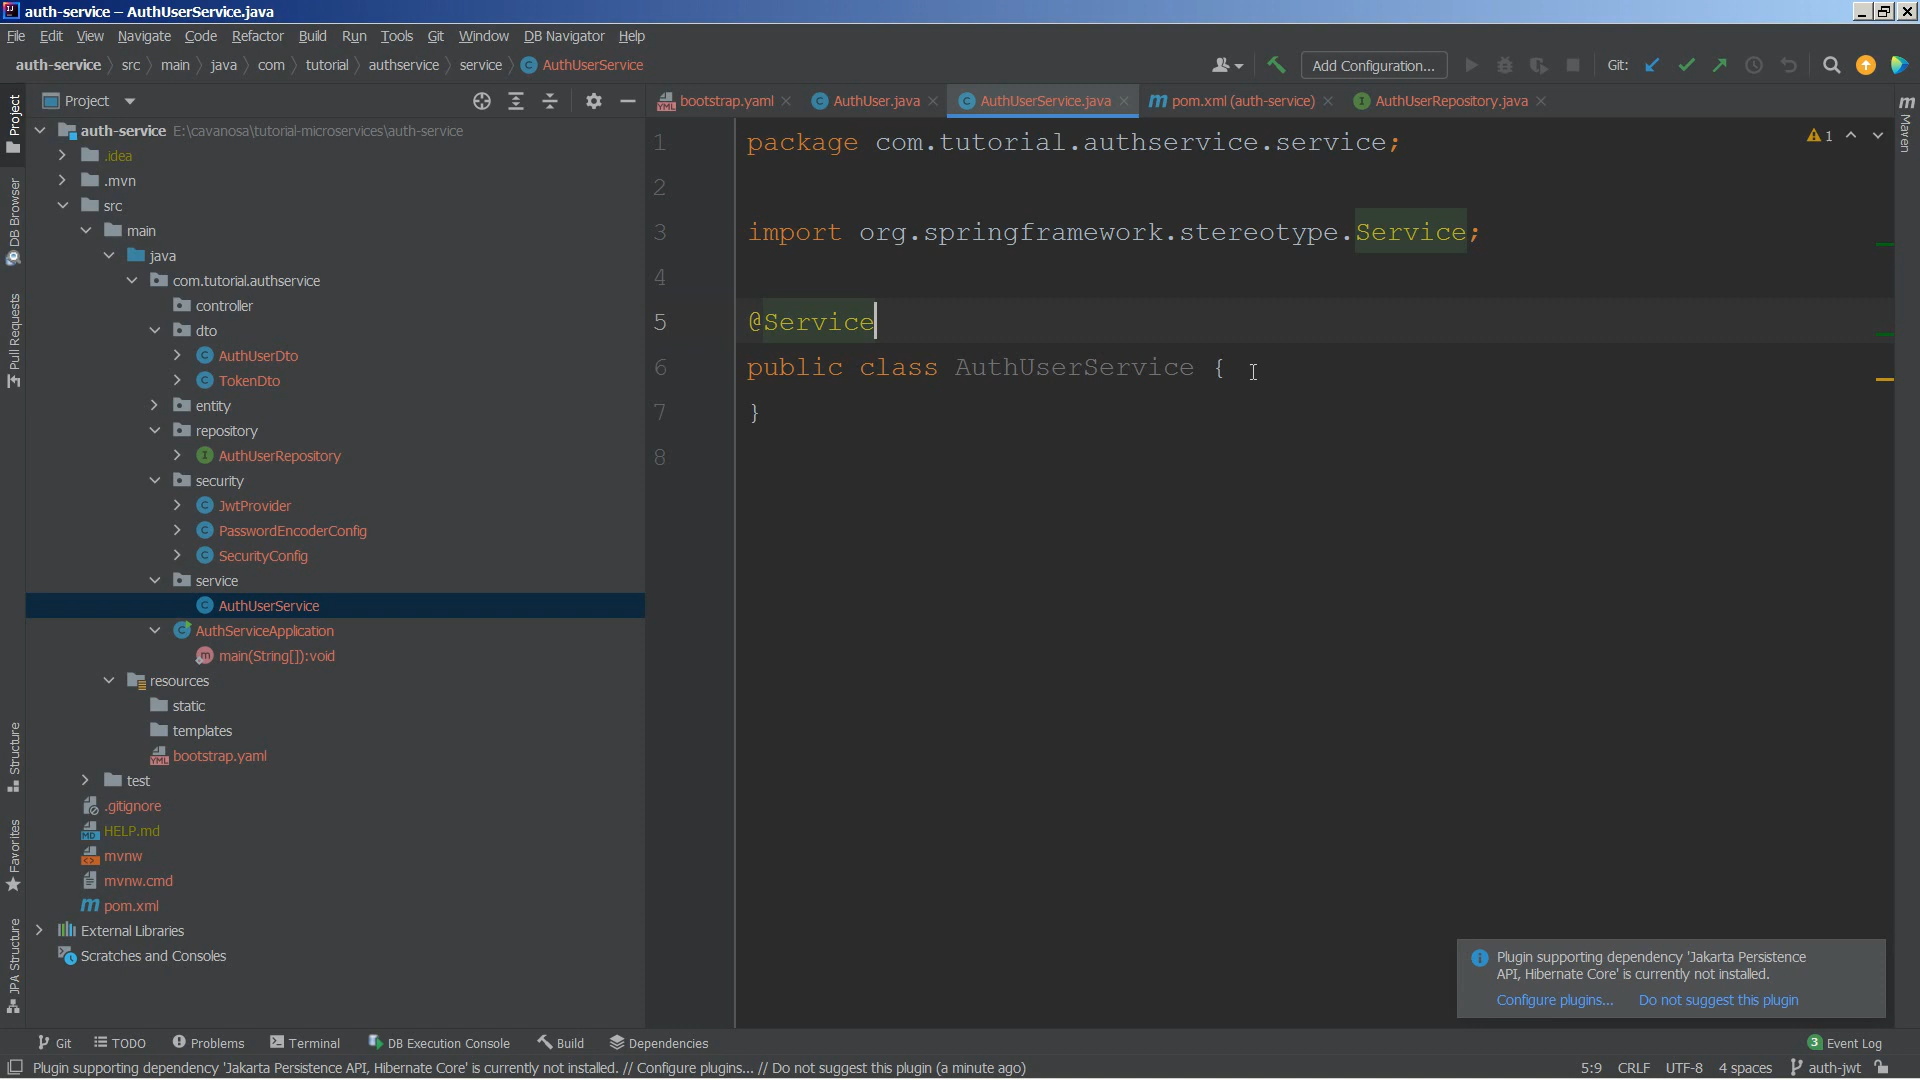 auth-service – AuthUserService.java
File Edit View Navigate Code Refactor Build Run Tools Git Window DB Navigator Help
auth-service src main java com tutorial authservice service AuthUserService
Add Configuration... Git:
Project
bootstrap.yaml AuthUser.java AuthUserService.java pom.xml (auth-service) AuthUserRepository.java
auth-service E:\cavanosa\tutorial-microservices\auth-service
.idea
.mvn
src
main
java
com.tutorial.authservice
controller
dto
AuthUserDto
TokenDto
entity
repository
AuthUserRepository
security
JwtProvider
PasswordEncoderConfig
SecurityConfig
service
AuthUserService
AuthServiceApplication
main(String[]):void
resources
static
templates
bootstrap.yaml
test
.gitignore
HELP.md
mvnw
mvnw.cmd
pom.xml
External Libraries
Scratches and Consoles
1 package com.tutorial.authservice.service;
2
3 import org.springframework.stereotype.Service;
4
5 @Service
6 public class AuthUserService {
7 }
8
1
Project
DB Browser
Pull Requests
Structure
Favorites
JPA Structure
Maven
Plugin supporting dependency 'Jakarta Persistence
API, Hibernate Core' is currently not installed.
Configure plugins... Do not suggest this plugin
Git TODO Problems Terminal DB Execution Console Build Dependencies 3 Event Log
Plugin supporting dependency 'Jakarta Persistence API, Hibernate Core' is currently not installed. // Configure plugins... // Do not suggest this plugin (a minute ago) 5:9 CRLF UTF-8 4 spaces auth-jwt